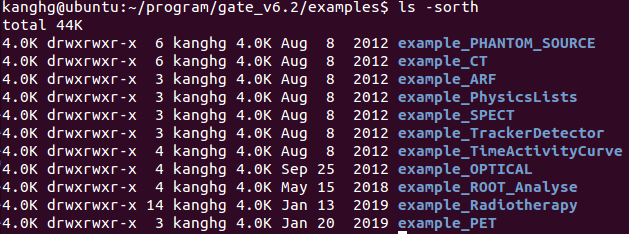 kanghg@ubuntu:~/program/gate_v6.2/examples$ ls -sorth
total 44K
4.0K drwxrwxr-x  6 kanghg 4.0K Aug  8  2012 example_PHANTOM_SOURCE
4.0K drwxrwxr-x  6 kanghg 4.0K Aug  8  2012 example_CT
4.0K drwxrwxr-x  3 kanghg 4.0K Aug  8  2012 example_ARF
4.0K drwxrwxr-x  3 kanghg 4.0K Aug  8  2012 example_PhysicsLists
4.0K drwxrwxr-x  3 kanghg 4.0K Aug  8  2012 example_SPECT
4.0K drwxrwxr-x  3 kanghg 4.0K Aug  8  2012 example_TrackerDetector
4.0K drwxrwxr-x  4 kanghg 4.0K Aug  8  2012 example_TimeActivityCurve
4.0K drwxrwxr-x  4 kanghg 4.0K Sep 25  2012 example_OPTICAL
4.0K drwxrwxr-x  4 kanghg 4.0K May 15  2018 example_ROOT_Analyse
4.0K drwxrwxr-x 14 kanghg 4.0K Jan 13  2019 example_Radiotherapy
4.0K drwxrwxr-x  3 kanghg 4.0K Jan 20  2019 example_PET